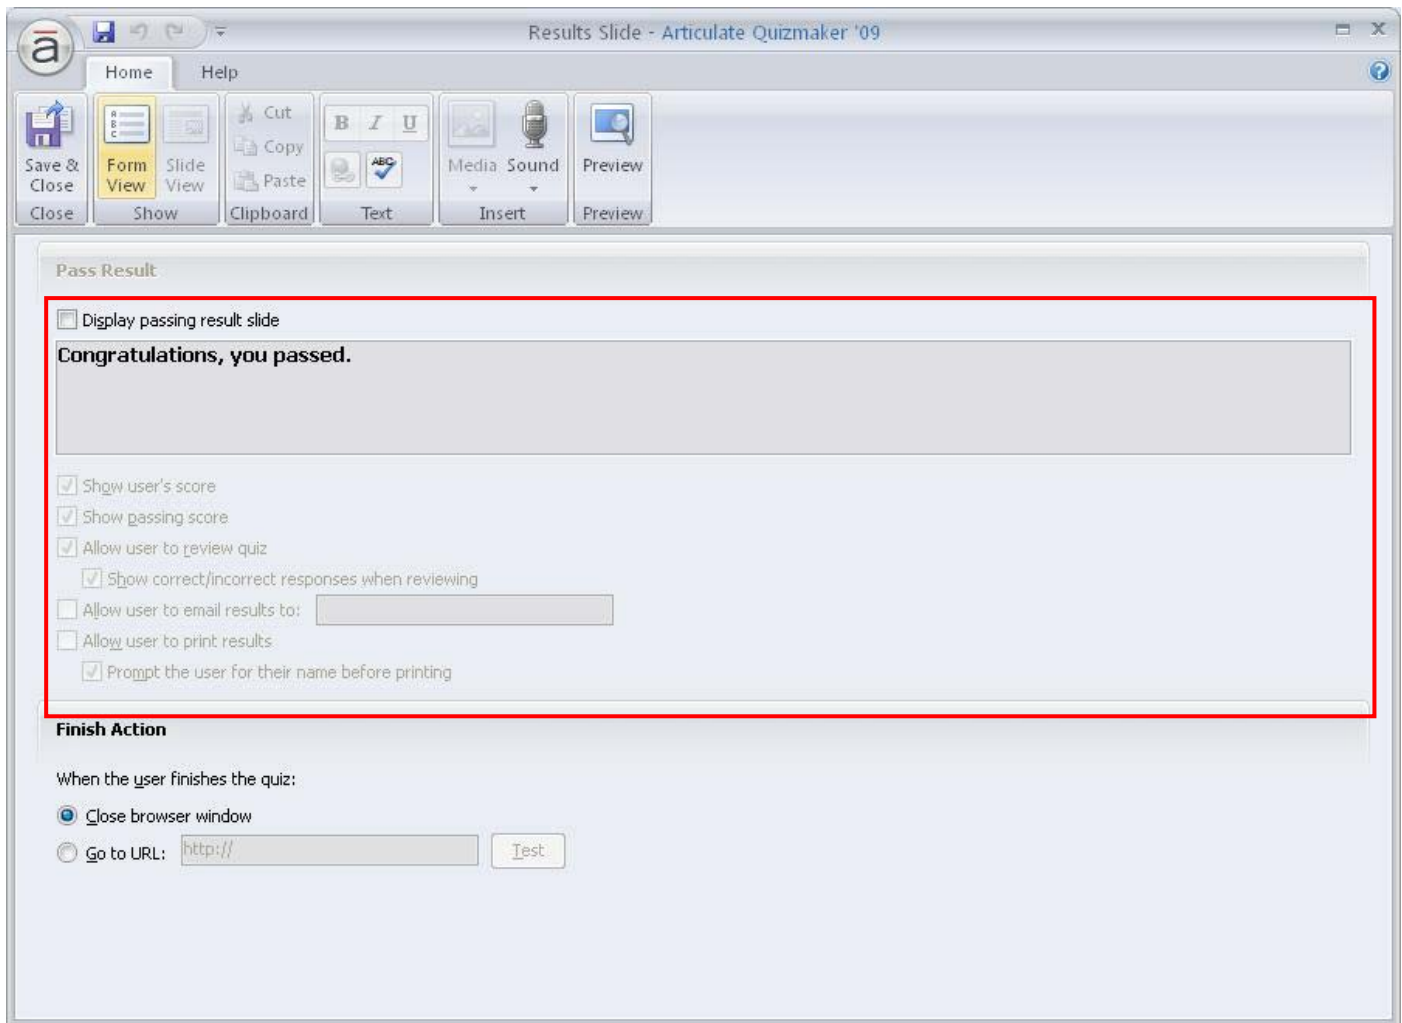 Results Slide - Articulate Quizmaker '09
Home Help
Save & Close
Form View
Slide View
Cut
Copy
Paste
B I U
ABC
Media Sound
Preview
Close Show Clipboard Text Insert Preview
Pass Result
Display passing result slide
Congratulations, you passed.
Show user's score
Show passing score
Allow user to review quiz
Show correct/incorrect responses when reviewing
Allow user to email results to:
Allow user to print results
Prompt the user for their name before printing
Finish Action
When the user finishes the quiz:
Close browser window
Go to URL: http:// Test